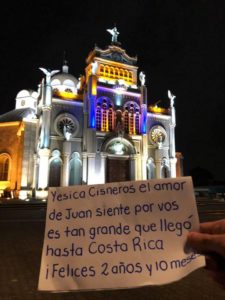 Yesica Cisneros el amor
de Juan siente por vos
es tan grande que llegó
hasta Costa Rica
¡ Felices 2 años y 10 meses